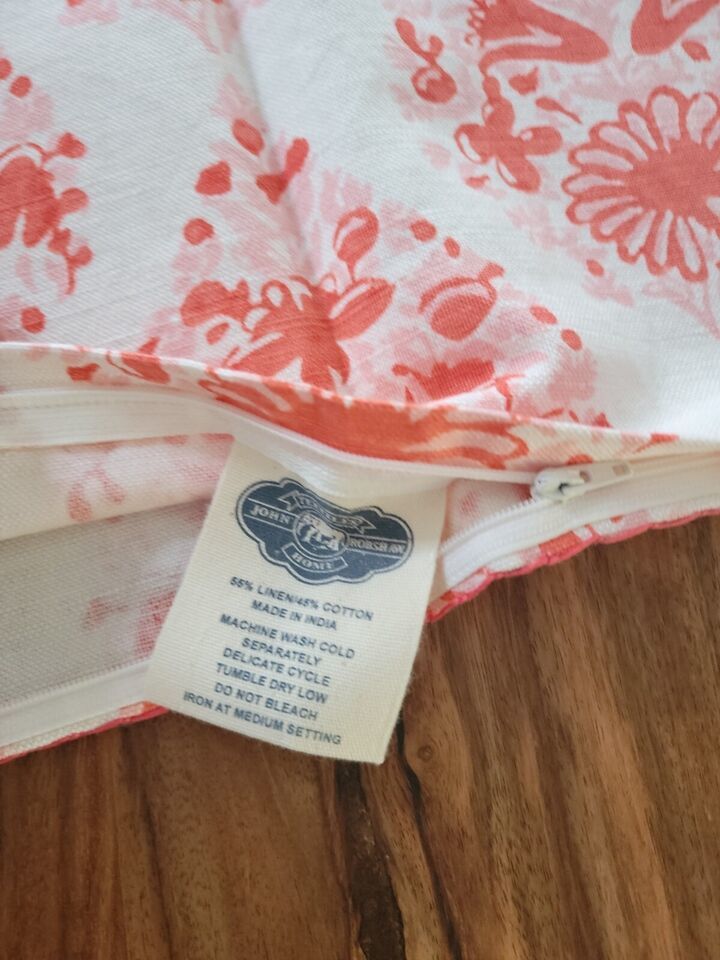 TEXTILES
JOHN
ROBSHAW
HOME
55% LINEN/45% COTTON
MADE IN INDIA
MACHINE WASH COLD
SEPARATELY
DELICATE CYCLE
TUMBLE DRY LOW
DO NOT BLEACH
IRON AT MEDIUM SETTING